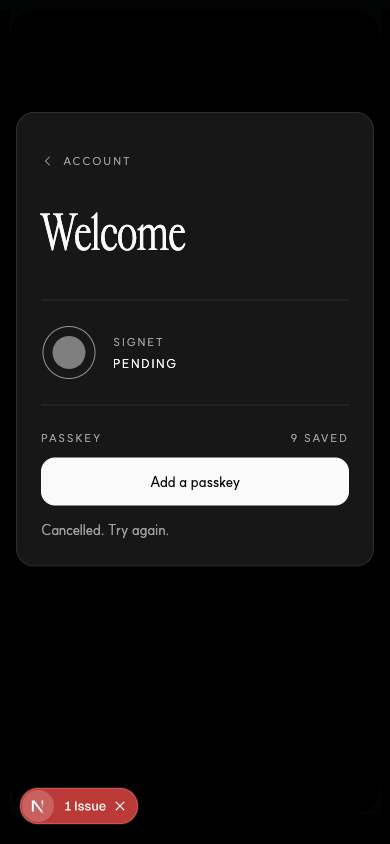 ACCOUNT
Welcome
SIGNET
PENDING
PASSKEY 9 SAVED
Add a passkey
Cancelled. Try again.
N 1 Issue